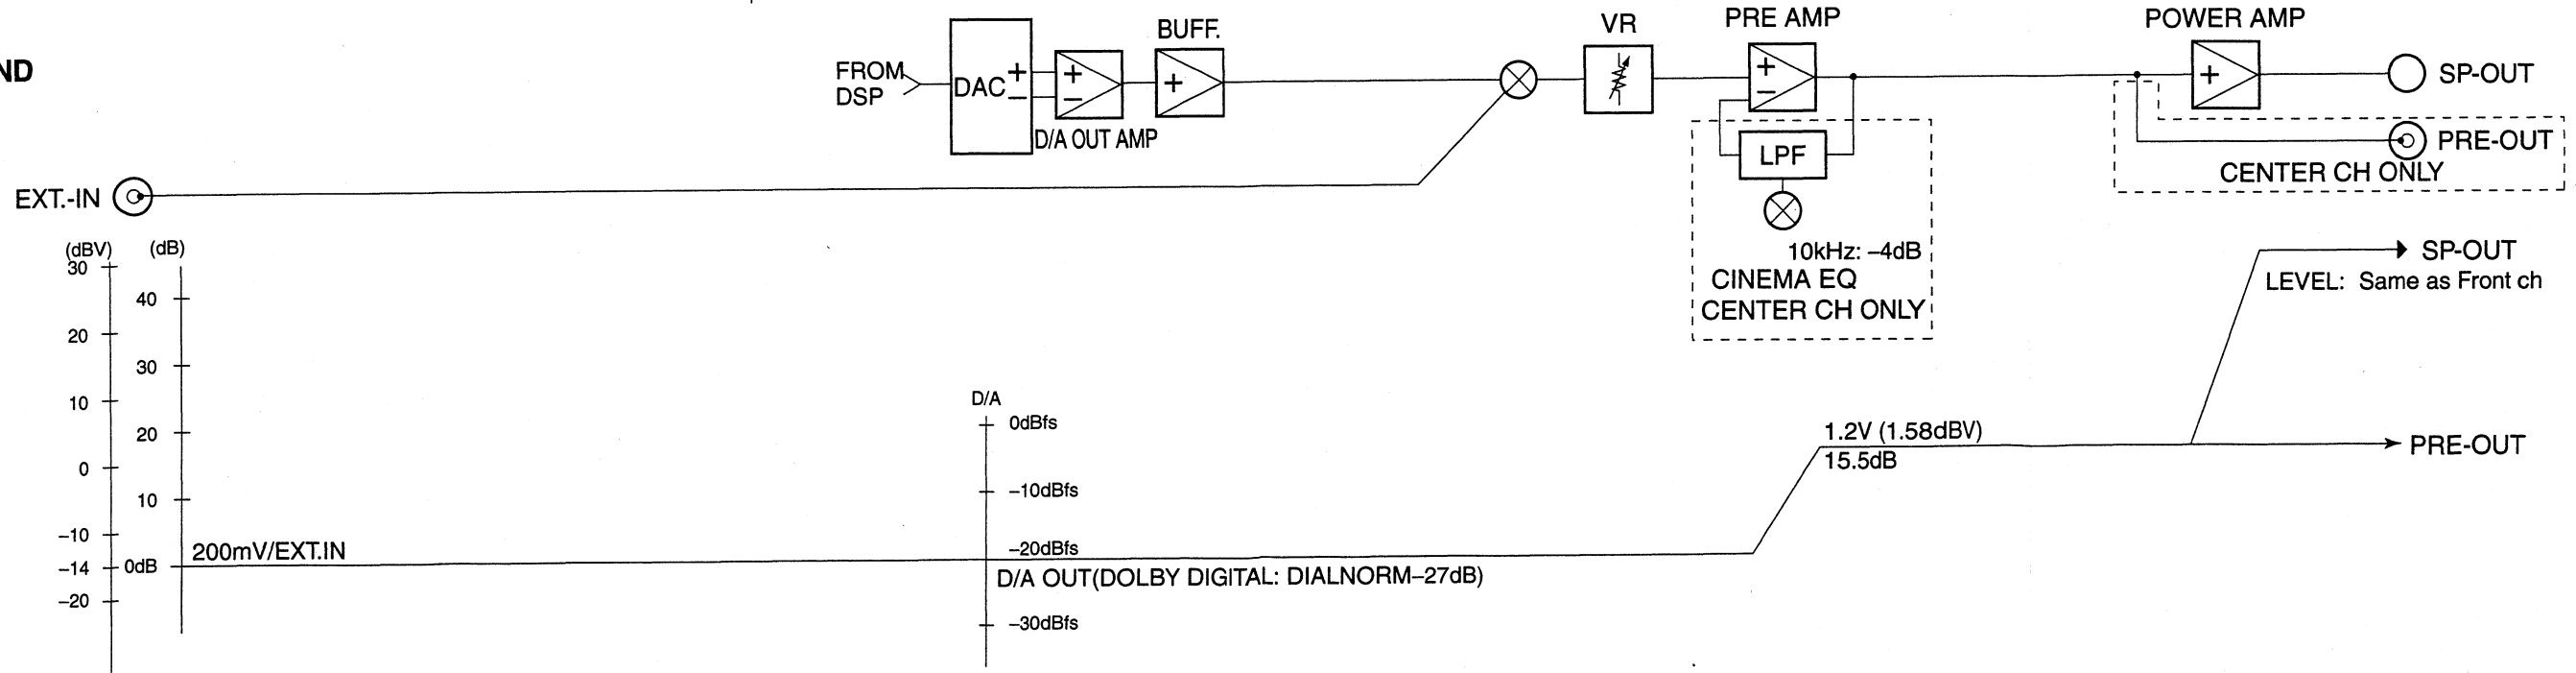 ND
FROM
DSP
DAC + −
+ −
D/A OUT AMP
BUFF.
+
VR
PRE AMP
+ −
LPF
10kHz: –4dB
CINEMA EQ
CENTER CH ONLY
POWER AMP
+
SP-OUT
PRE-OUT
CENTER CH ONLY
EXT.-IN
(dBV)
30
20
10
0
–10
–14
–20
(dB)
40
30
20
10
0dB
200mV/EXT.IN
D/A
0dBfs
–10dBfs
–20dBfs
D/A OUT(DOLBY DIGITAL: DIALNORM–27dB)
–30dBfs
1.2V (1.58dBV)
15.5dB
SP-OUT
LEVEL: Same as Front ch
PRE-OUT